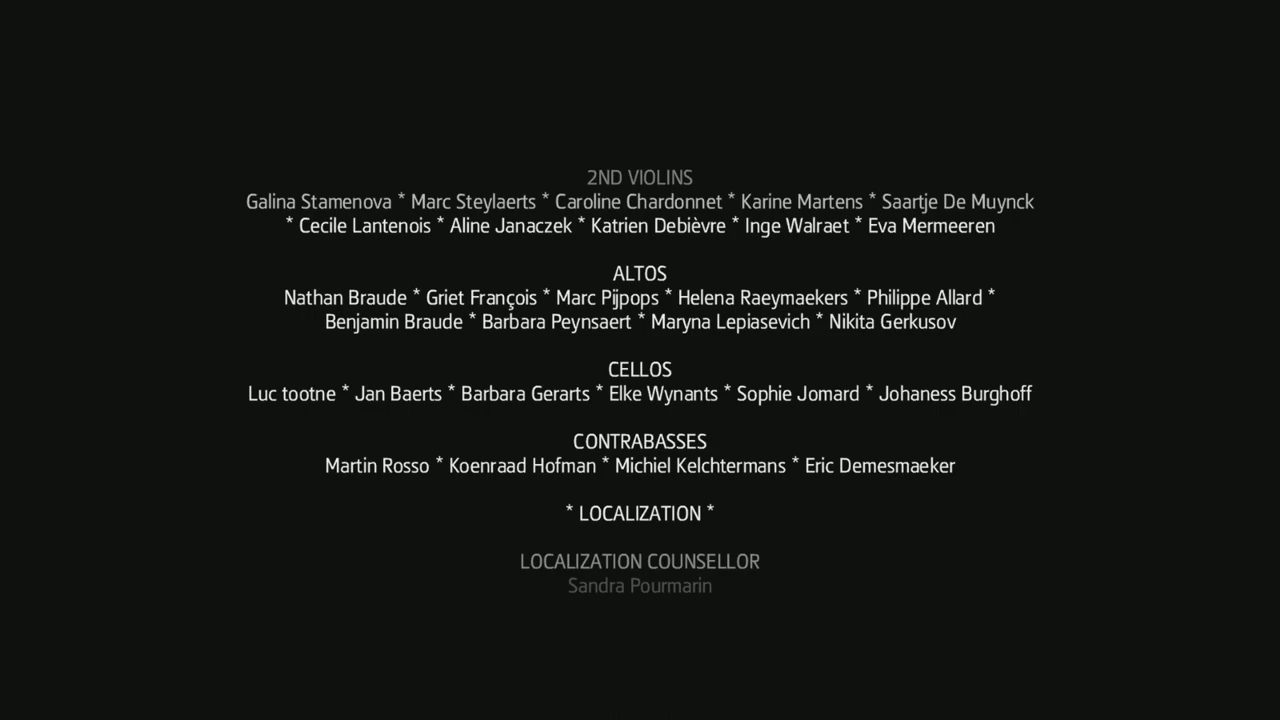 2ND VIOLINS
Galina Stamenova * Marc Steylaerts * Caroline Chardonnet * Karine Martens * Saartje De Muynck
* Cecile Lantenois * Aline Janaczek * Katrien Debièvre * Inge Walraet * Eva Mermeeren
ALTOS
Nathan Braude * Griet François * Marc Pijpops * Helena Raeymaekers * Philippe Allard *
Benjamin Braude * Barbara Peynsaert * Maryna Lepiasevich * Nikita Gerkusov
CELLOS
Luc tootne * Jan Baerts * Barbara Gerarts * Elke Wynants * Sophie Jomard * Johaness Burghoff
CONTRABASSES
Martin Rosso * Koenraad Hofman * Michiel Kelchtermans * Eric Demesmaeker
* LOCALIZATION *
LOCALIZATION COUNSELLOR
Sandra Pourmarin